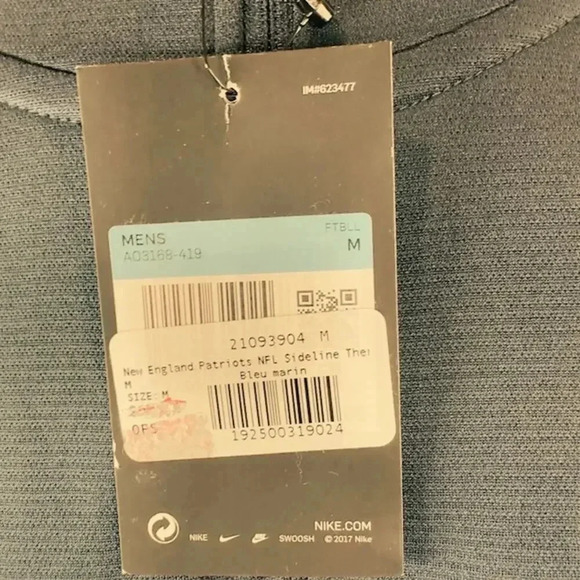 IM#623477
MENS
FTBLL
AO3168-419
M
21093904 M
New England Patriots NFL Sideline Ther
M
Bleu marin
SIZE: M
OFS
192500319024
NIKE.COM
NIKE SWOOSH © 2017 Nike